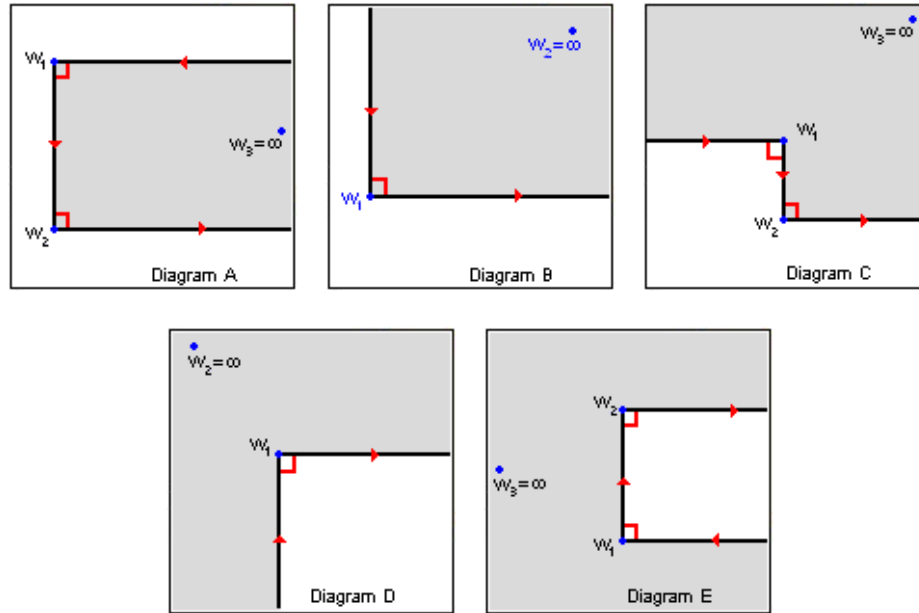 W₁
W₃=∞
W₂
Diagram A
W₂=∞
W₁
Diagram B
W₃=∞
W₁
W₂
Diagram C
W₂=∞
W₁
Diagram D
W₂
W₃=∞
W₁
Diagram E